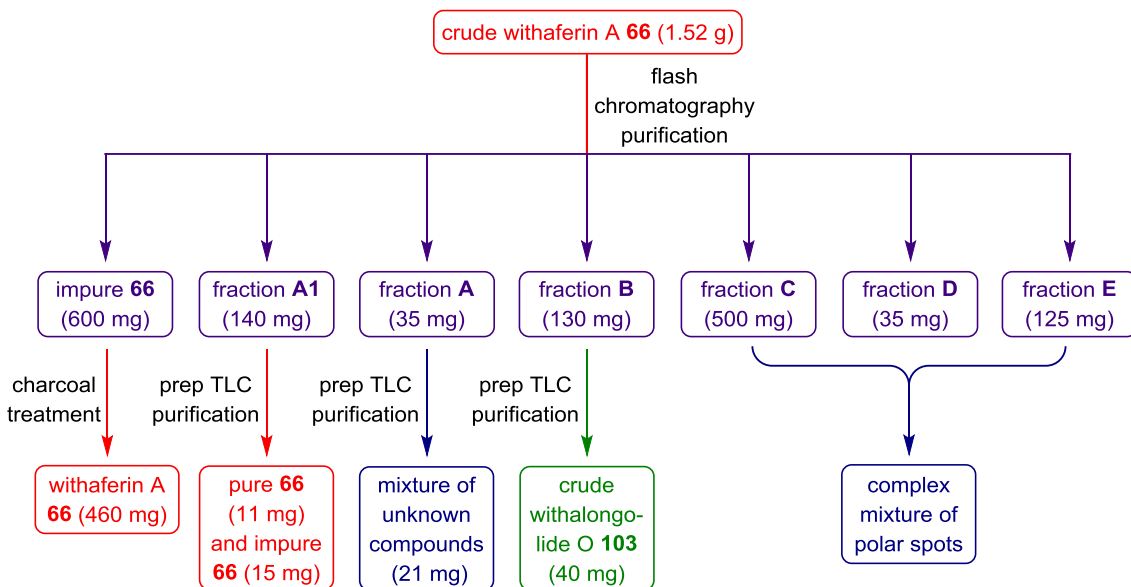 crude withaferin A 66 (1.52 g)
flash
chromatography
purification
impure 66
(600 mg)
fraction A1
(140 mg)
fraction A
(35 mg)
fraction B
(130 mg)
fraction C
(500 mg)
fraction D
(35 mg)
fraction E
(125 mg)
charcoal
treatment
prep TLC
purification
prep TLC
purification
prep TLC
purification
withaferin A
66 (460 mg)
pure 66
(11 mg)
and impure
66 (15 mg)
mixture of
unknown
compounds
(21 mg)
crude
withalongo-
lide O 103
(40 mg)
complex
mixture of
polar spots